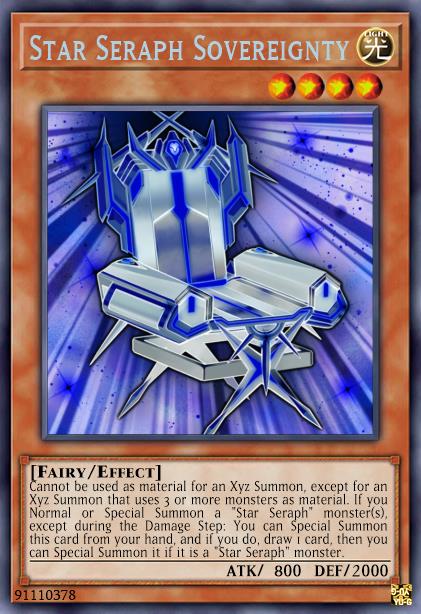 STAR SERAPH SOVEREIGNTY
LIGHT
光
[FAIRY/EFFECT]
Cannot be used as material for an Xyz Summon, except for an
Xyz Summon that uses 3 or more monsters as material. If you
Normal or Special Summon a "Star Seraph" monster(s),
except during the Damage Step: You can Special Summon
this card from your hand, and if you do, draw 1 card, then you
can Special Summon it if it is a "Star Seraph" monster.
ATK/ 800 DEF/2000
91110378